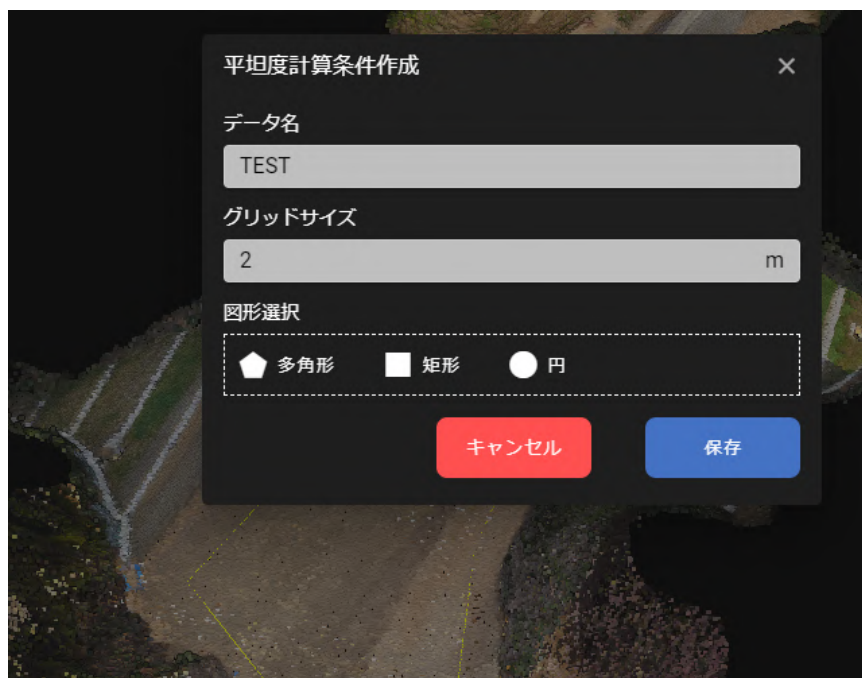 平坦度計算条件作成
データ名
TEST
グリッドサイズ
2 m
図形選択
多角形 矩形 円
キャンセル 保存